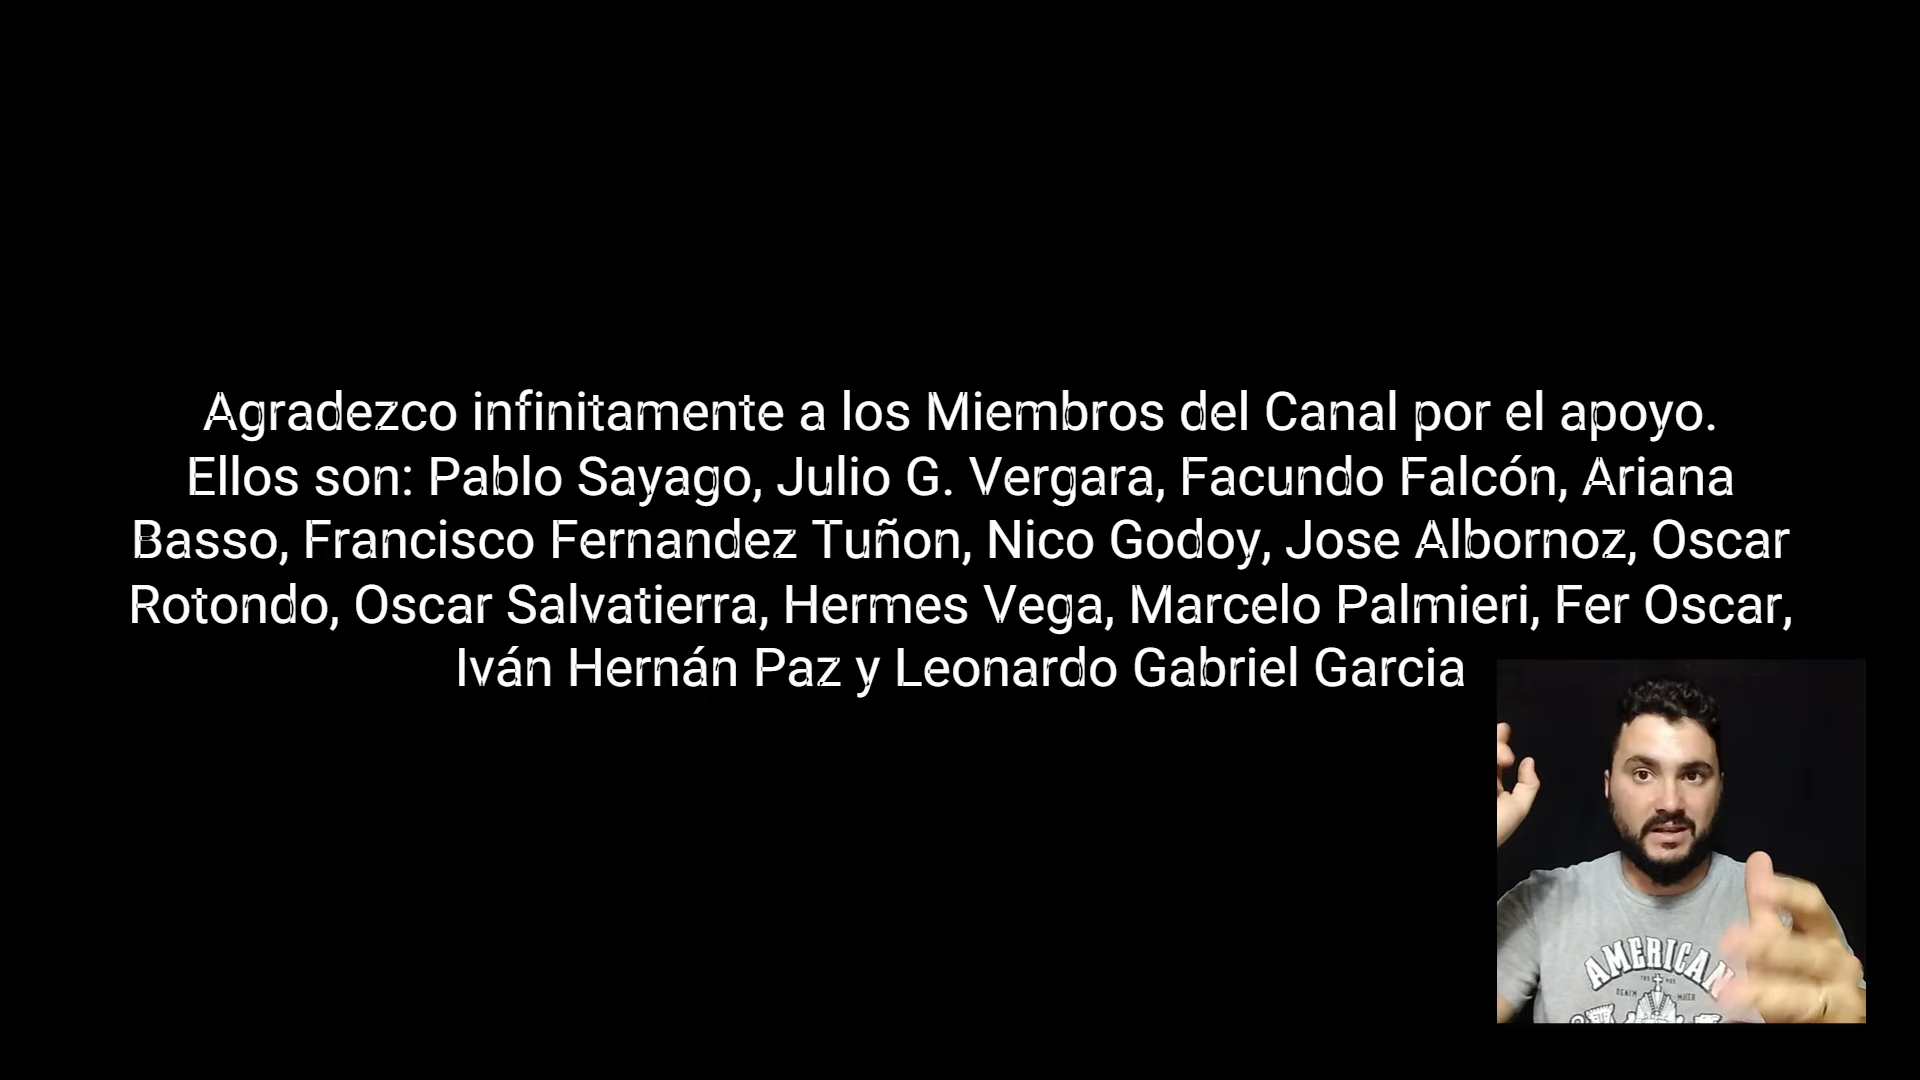 Agradezco infinitamente a los Miembros del Canal por el apoyo.
Ellos son: Pablo Sayago, Julio G. Vergara, Facundo Falcón, Ariana
Basso, Francisco Fernandez Tuñon, Nico Godoy, Jose Albornoz, Oscar
Rotondo, Oscar Salvatierra, Hermes Vega, Marcelo Palmieri, Fer Oscar,
Iván Hernán Paz y Leonardo Gabriel Garcia
AMERICAN
DENIM